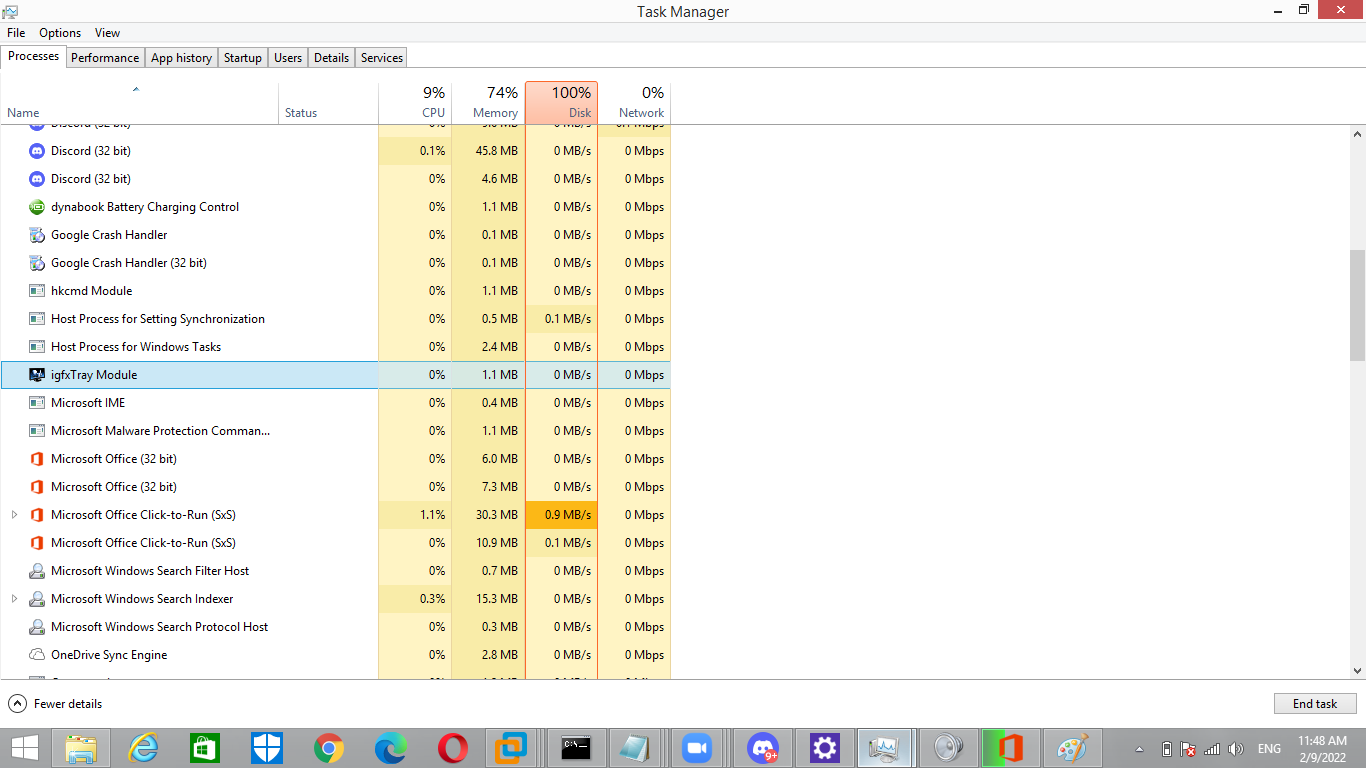 Task Manager
File Options View
Processes Performance App history Startup Users Details Services
9% 74% 100% 0%
Name Status CPU Memory Disk Network
Discord (32 bit) 0% 0 MB/s 0.1 Mbps
Discord (32 bit) 0.1% 45.8 MB 0 MB/s 0 Mbps
Discord (32 bit) 0% 4.6 MB 0 MB/s 0 Mbps
dynabook Battery Charging Control 0% 1.1 MB 0 MB/s 0 Mbps
Google Crash Handler 0% 0.1 MB 0 MB/s 0 Mbps
Google Crash Handler (32 bit) 0% 0.1 MB 0 MB/s 0 Mbps
hkcmd Module 0% 1.1 MB 0 MB/s 0 Mbps
Host Process for Setting Synchronization 0% 0.5 MB 0.1 MB/s 0 Mbps
Host Process for Windows Tasks 0% 2.4 MB 0 MB/s 0 Mbps
igfxTray Module 0% 1.1 MB 0 MB/s 0 Mbps
Microsoft IME 0% 0.4 MB 0 MB/s 0 Mbps
Microsoft Malware Protection Comman... 0% 1.1 MB 0 MB/s 0 Mbps
Microsoft Office (32 bit) 0% 6.0 MB 0 MB/s 0 Mbps
Microsoft Office (32 bit) 0% 7.3 MB 0 MB/s 0 Mbps
Microsoft Office Click-to-Run (SxS) 1.1% 30.3 MB 0.9 MB/s 0 Mbps
Microsoft Office Click-to-Run (SxS) 0% 10.9 MB 0.1 MB/s 0 Mbps
Microsoft Windows Search Filter Host 0% 0.7 MB 0 MB/s 0 Mbps
Microsoft Windows Search Indexer 0.3% 15.3 MB 0 MB/s 0 Mbps
Microsoft Windows Search Protocol Host 0% 0.3 MB 0 MB/s 0 Mbps
OneDrive Sync Engine 0% 2.8 MB 0 MB/s 0 Mbps
Fewer details End task
C:\
9+
ENG
11:48 AM
2/9/2022